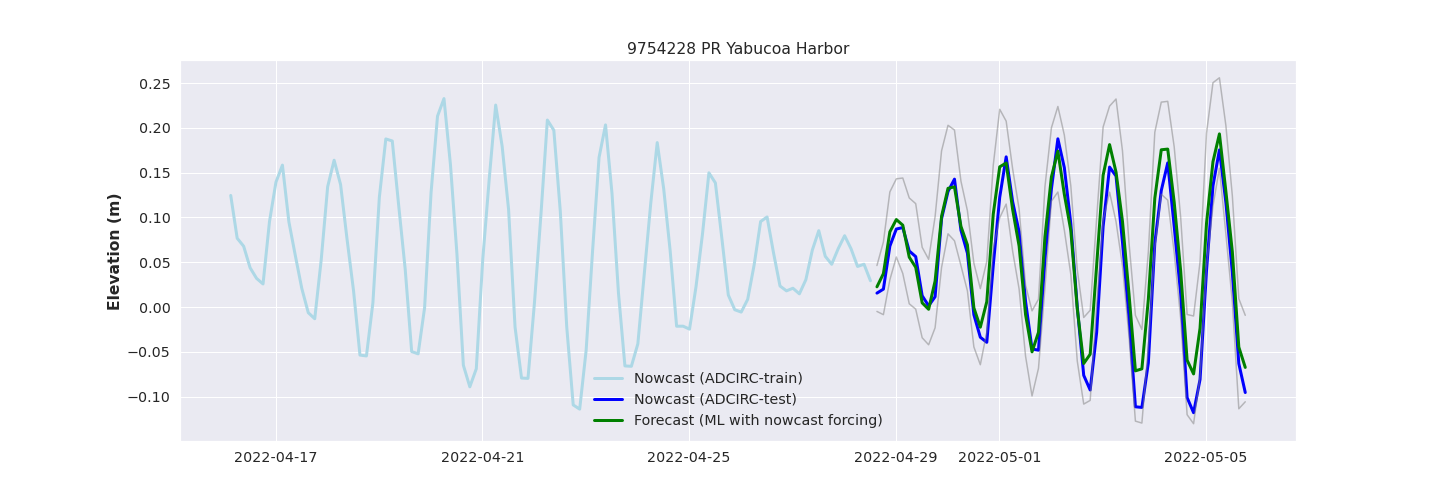 9754228 PR Yabucoa Harbor
Elevation (m)
0.25
0.20
0.15
0.10
0.05
0.00
−0.05
−0.10
Nowcast (ADCIRC-train)
Nowcast (ADCIRC-test)
Forecast (ML with nowcast forcing)
2022-04-17
2022-04-21
2022-04-25
2022-04-29
2022-05-01
2022-05-05